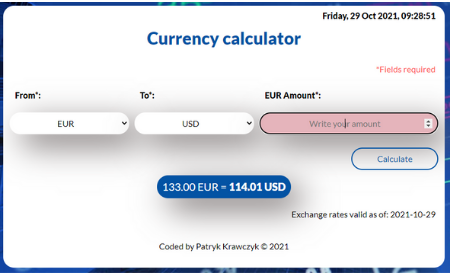 Friday, 29 Oct 2021, 09:28:51
Currency calculator
*Fields required
From*: To*: EUR Amount*:
EUR USD Write your amount
Calculate
133.00 EUR = 114.01 USD
Exchange rates valid as of: 2021-10-29
Coded by Patryk Krawczyk © 2021